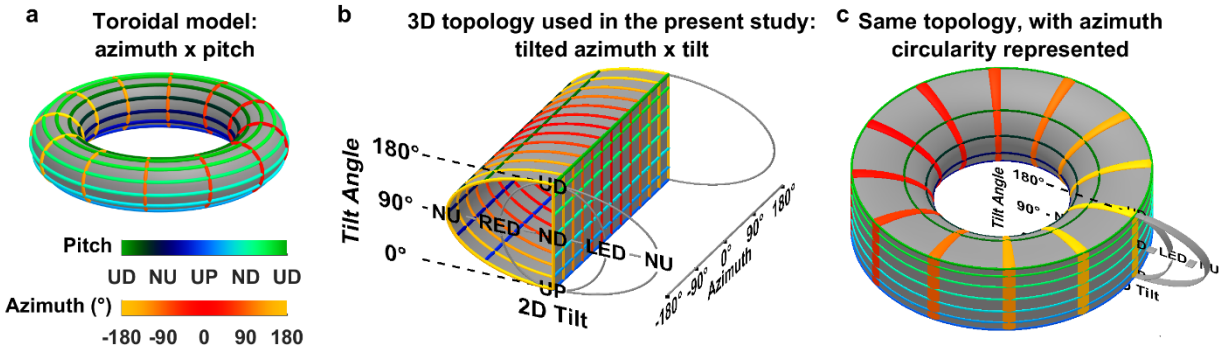 a
Toroidal model:
azimuth x pitch
Pitch
UD NU UP ND UD
Azimuth (°)
-180 -90 0 90 180
b
3D topology used in the present study:
tilted azimuth x tilt
Tilt Angle
180°
90°
0°
UD
NU RED ND LED NU
UP
2D Tilt
-180° -90° 0° 90° 180°
Azimuth
c
Same topology, with azimuth
circularity represented
Tilt Angle
180°
90°
LED NU
Tilt